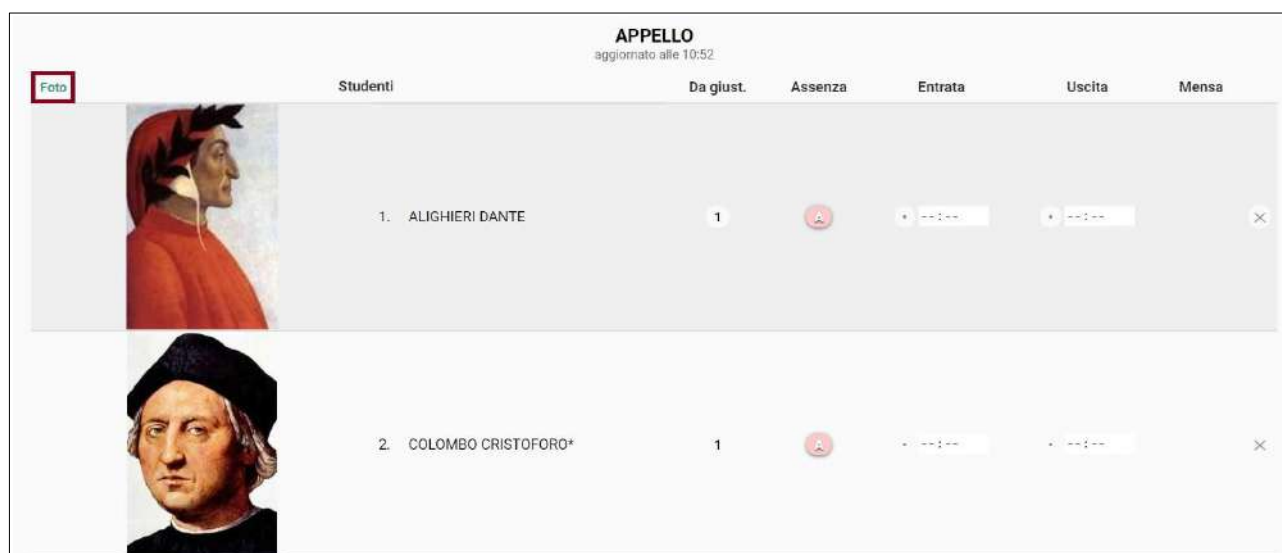 APPELLO
aggiornato alle 10:52
Foto Studenti Da giust. Assenza Entrata Uscita Mensa
1. ALIGHIERI DANTE 1 A --:-- --:--
2. COLOMBO CRISTOFORO* 1 A --:-- --:--